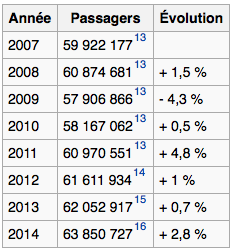 Année Passagers Évolution
2007 59 922 177 13
2008 60 874 681 13 + 1,5 %
2009 57 906 866 13 - 4,3 %
2010 58 167 062 13 + 0,5 %
2011 60 970 551 13 + 4,8 %
2012 61 611 934 14 + 1 %
2013 62 052 917 15 + 0,7 %
2014 63 850 727 16 + 2,8 %